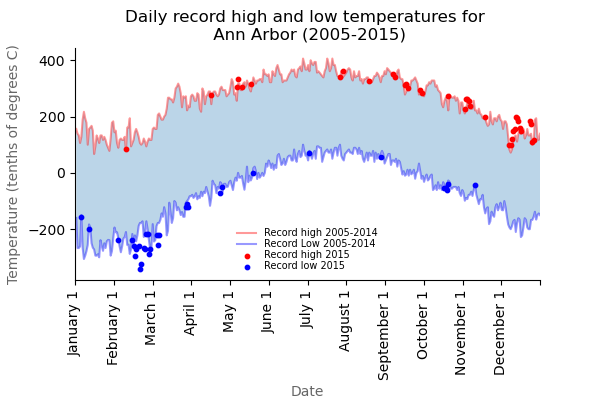 Daily record high and low temperatures for
Ann Arbor (2005-2015)
Temperature (tenths of degrees C)
400
200
0
−200
Record high 2005-2014
Record Low 2005-2014
Record high 2015
Record low 2015
January 1
February 1
March 1
April 1
May 1
June 1
July 1
August 1
September 1
October 1
November 1
December 1
Date